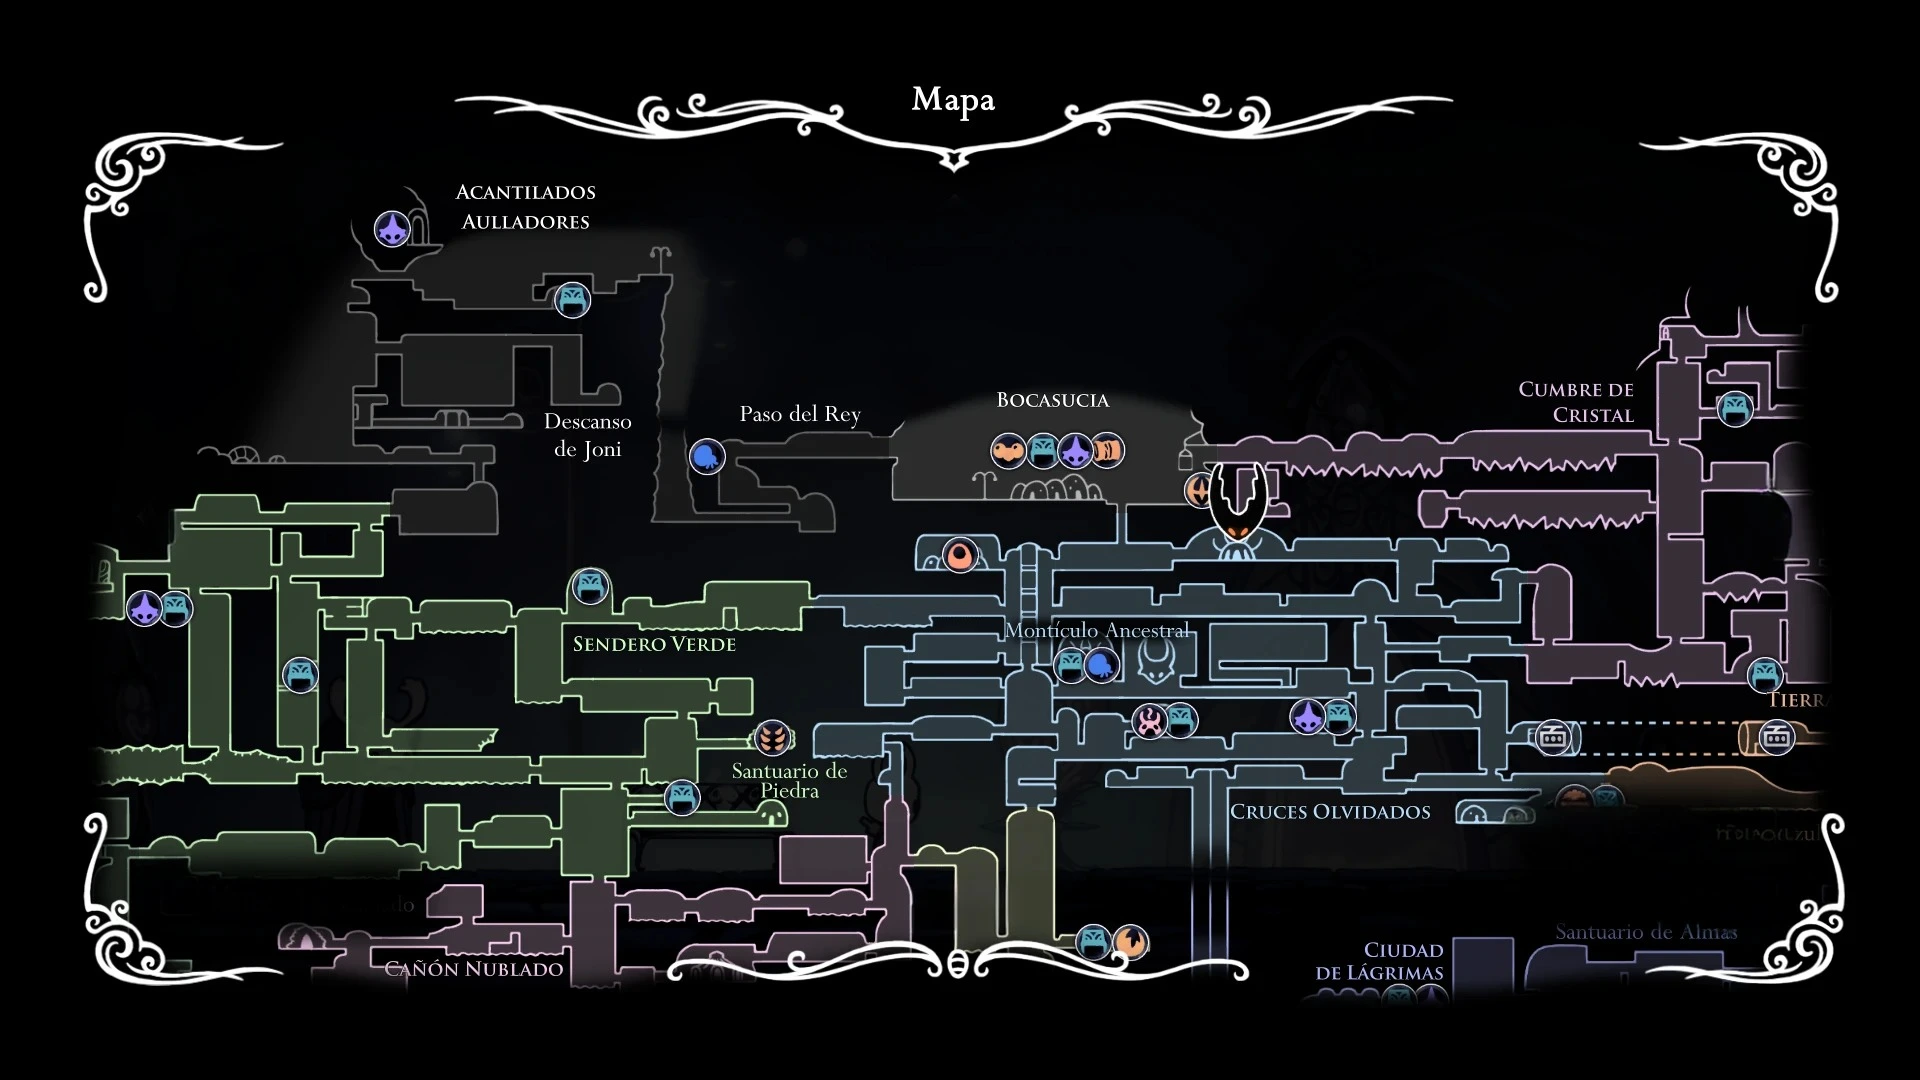 Mapa
ACANTILADOS
AULLADORES
CUMBRE DE
CRISTAL
BOCASUCIA
Paso del Rey
Descanso
de Joni
Montículo Ancestral
SENDERO VERDE
TIERRA
Santuario de
Piedra
CRUCES OLVIDADOS
Santuario de Almas
CIUDAD
DE LÁGRIMAS
CAÑÓN NUBLADO